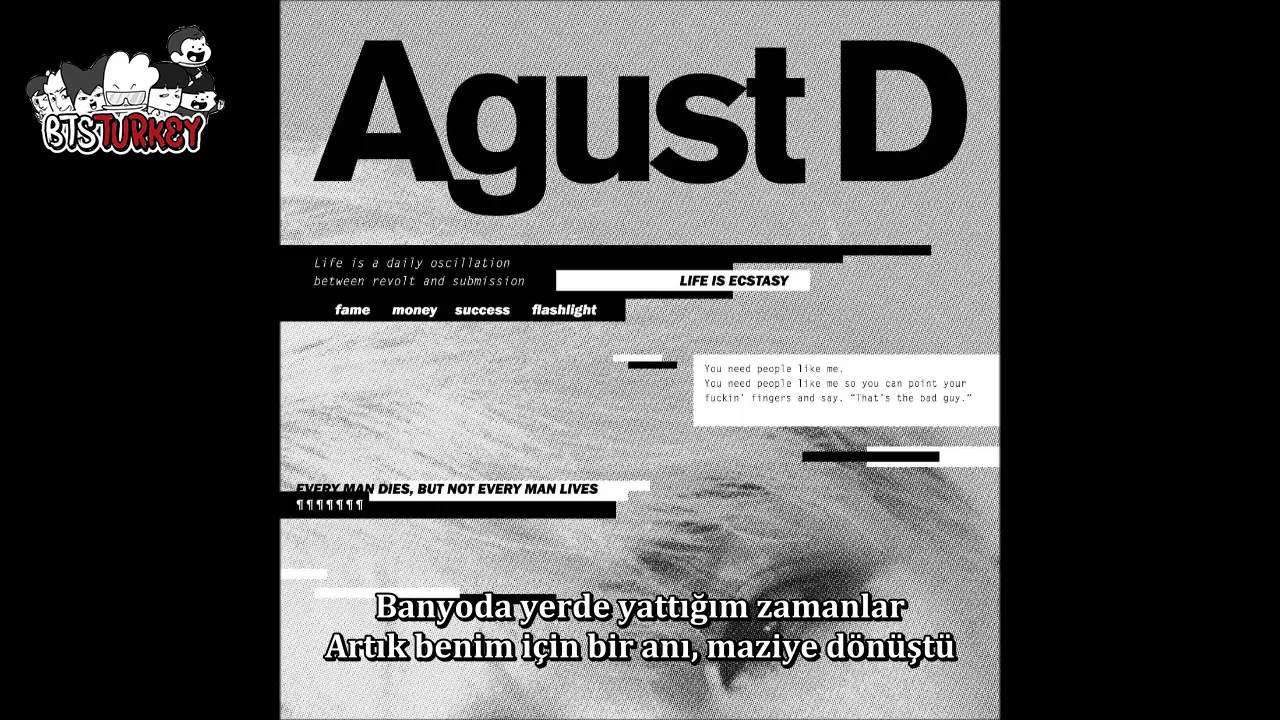 BTSTURKEY
Agust D
Life is a daily oscillation
between revolt and submission
LIFE IS ECSTASY
fame money success flashlight
You need people like me.
You need people like me so you can point your
fuckin' fingers and say. “That's the bad guy.”
EVERY MAN DIES, BUT NOT EVERY MAN LIVES
¶¶¶¶¶¶¶
Banyoda yerde yattığım zamanlar
Artık benim için bir anı, maziye dönüştü